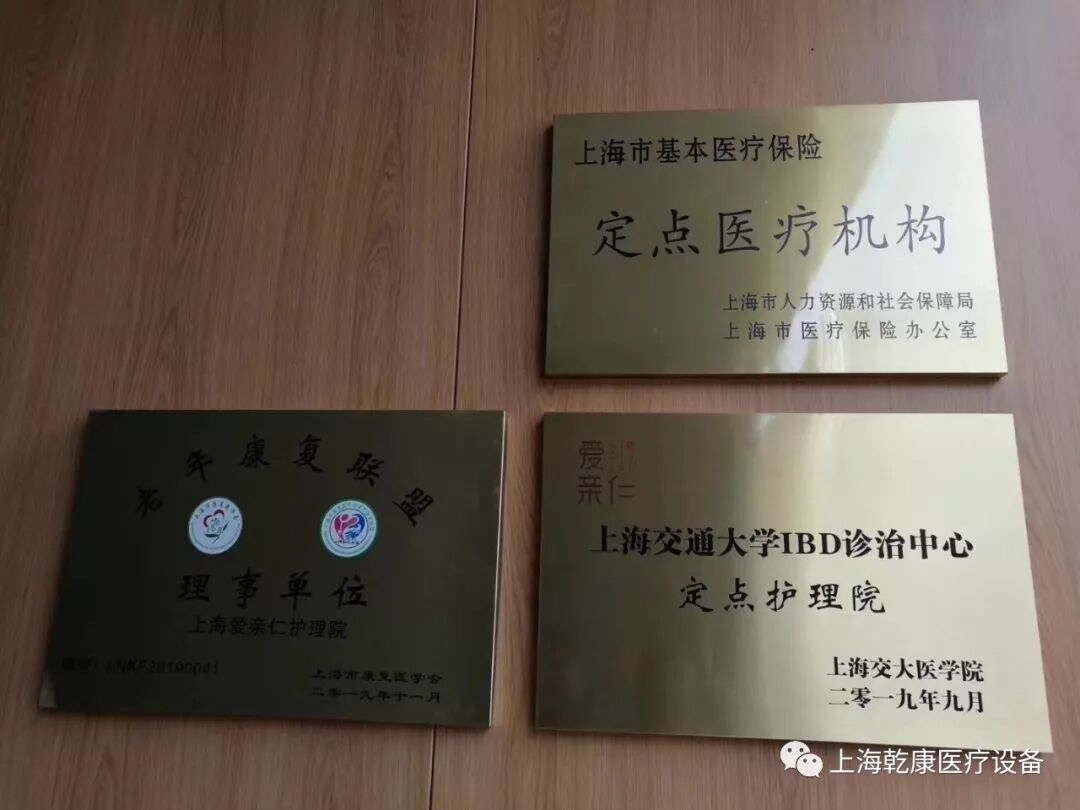 上海市基本医疗保险
定点医疗机构
上海市人力资源和社会保障局
上海市医疗保险办公室
老年康复联盟
理事单位
上海爱亲仁护理院
编号：LNKF20190041
上海市康复医学会
二零一九年十一月
爱
亲仁
上海交通大学IBD诊治中心
定点护理院
上海交大医学院
二零一九年九月
上海乾康医疗设备